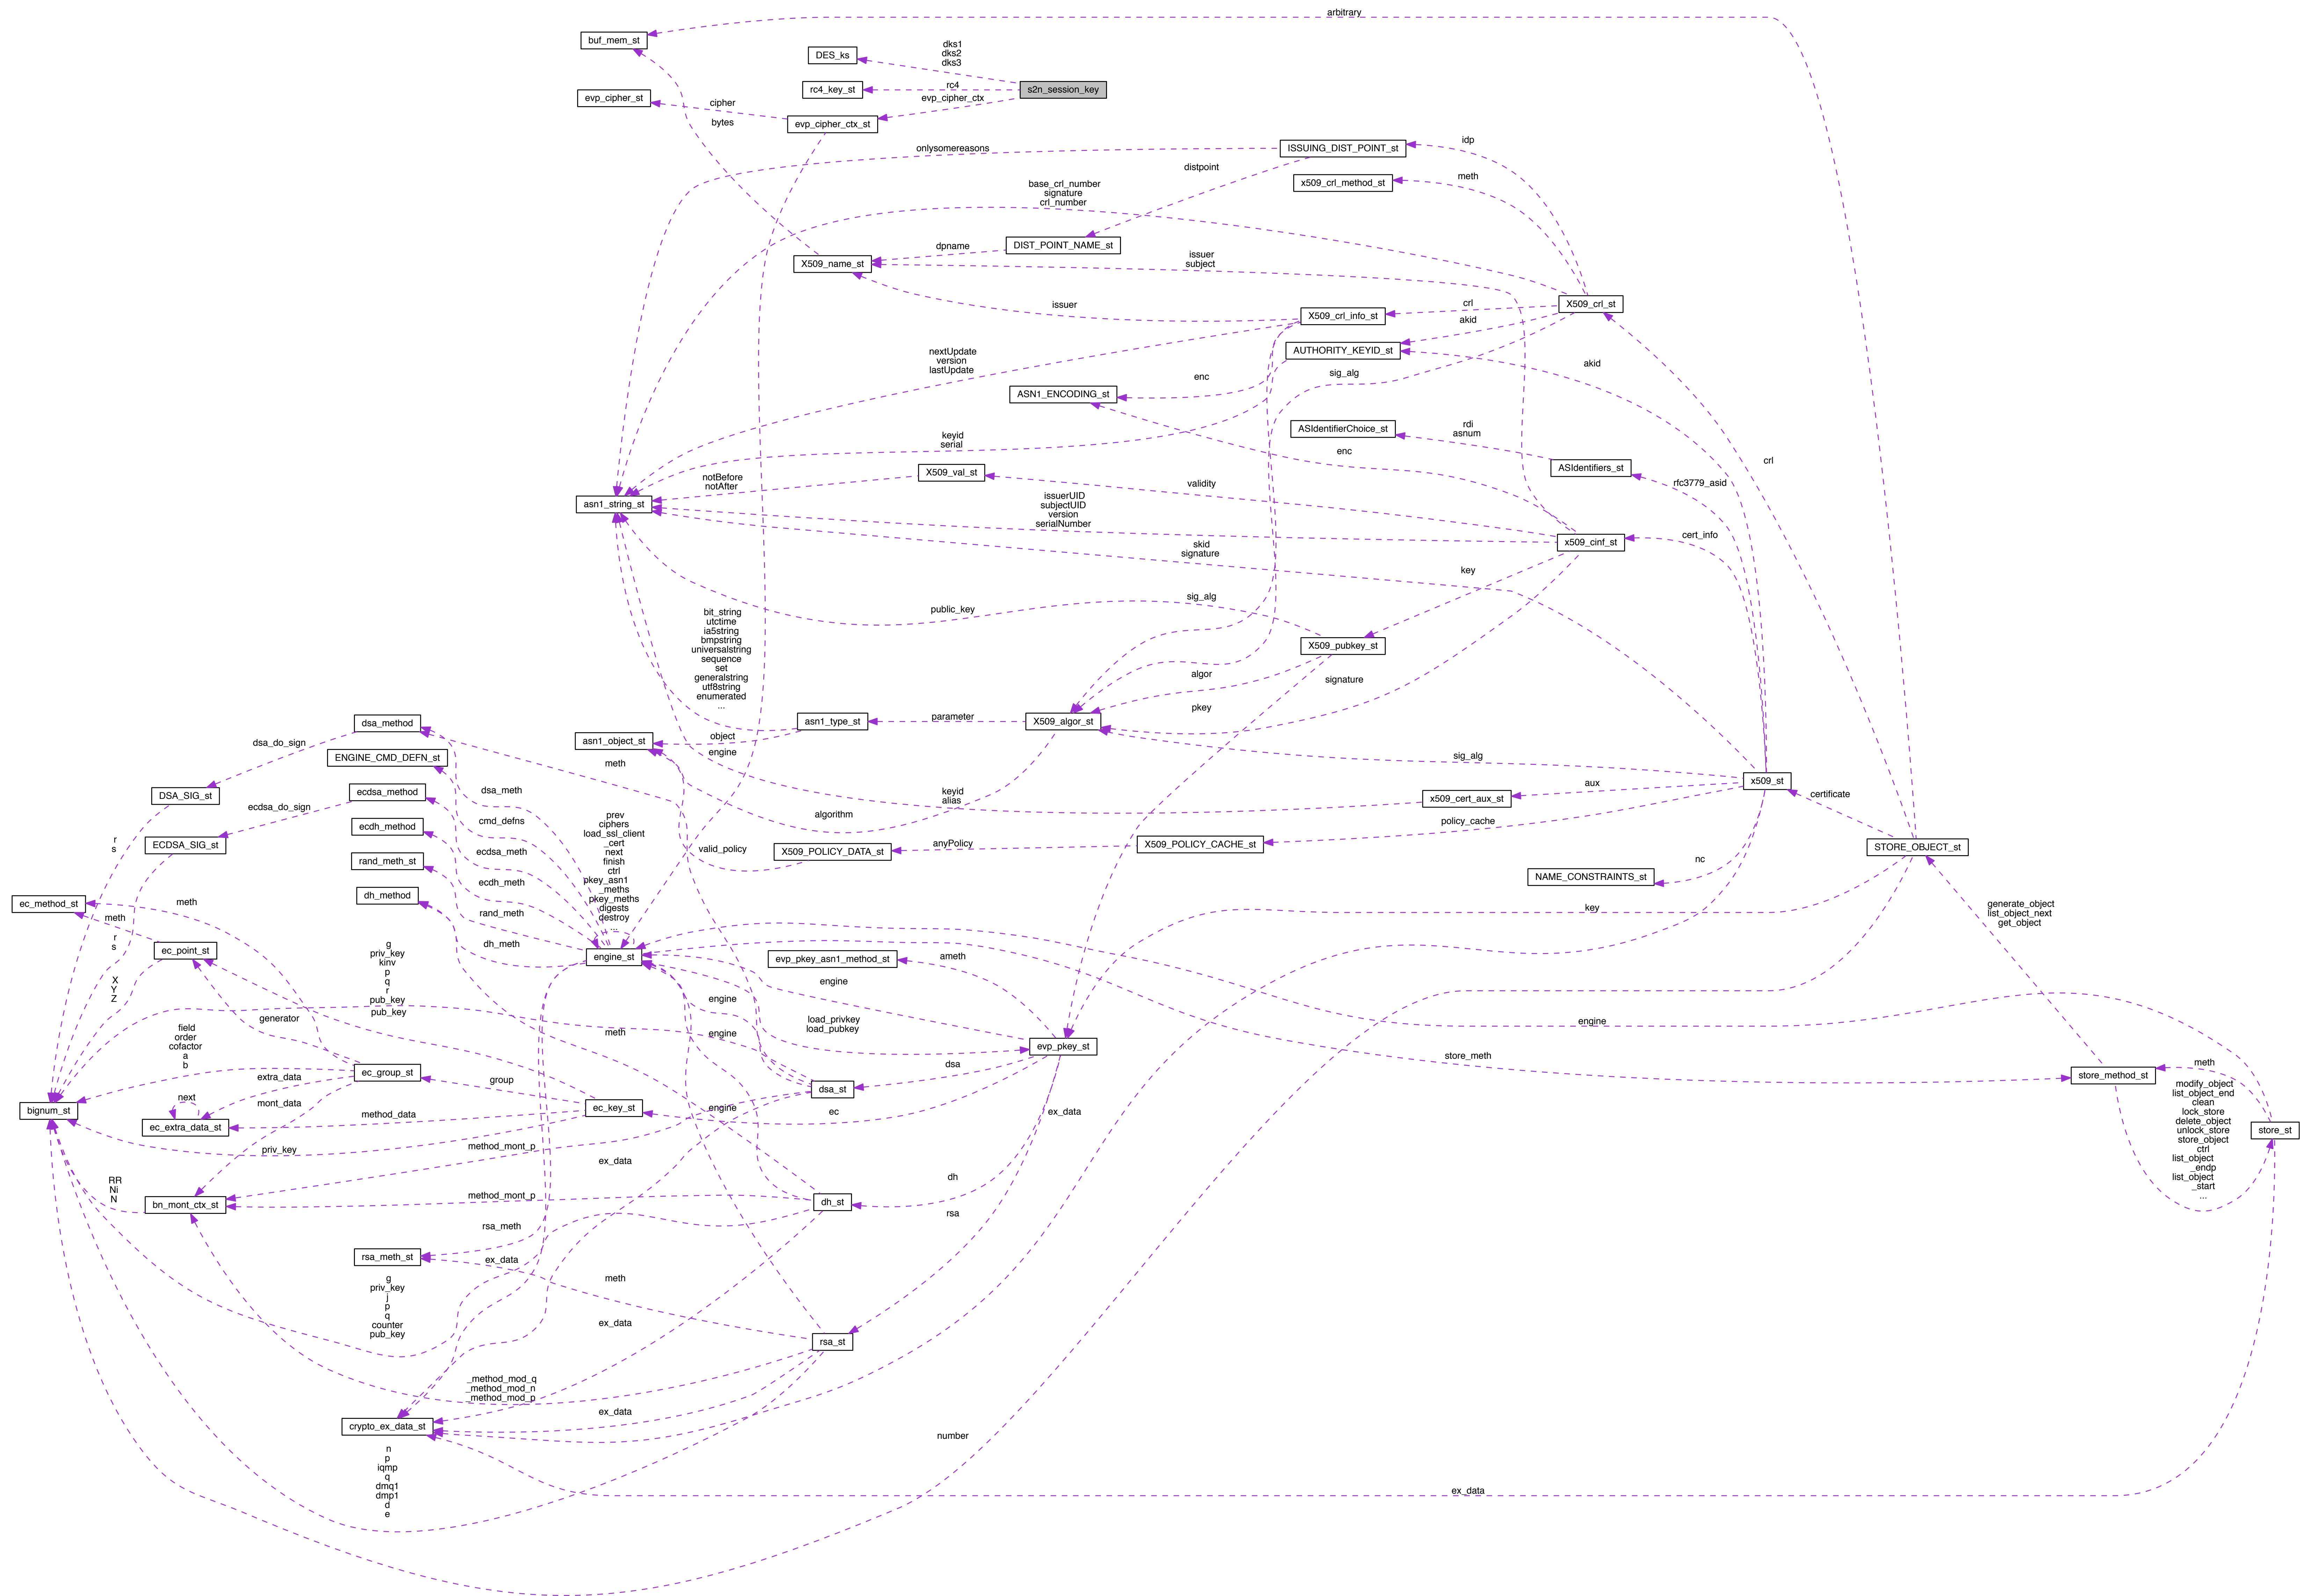 arbitrary
buf_mem_st
dks1
dks2
dks3
DES_ks
rc4
s2n_session_key
rc4_key_st
evp_cipher_ctx
evp_cipher_st
cipher
bytes
evp_cipher_ctx_st
onlysomereasons
ISSUING_DIST_POINT_st
idp
distpoint
x509_crl_method_st
meth
base_crl_number
signature
crl_number
DIST_POINT_NAME_st
dpname
X509_name_st
issuer
subject
issuer
X509_crl_info_st
crl
X509_crl_st
akid
AUTHORITY_KEYID_st
nextUpdate
version
lastUpdate
akid
sig_alg
enc
ASN1_ENCODING_st
rdi
asnum
ASIdentifierChoice_st
keyid
serial
enc
crl
X509_val_st
ASIdentifiers_st
notBefore
notAfter
validity
rfc3779_asid
asn1_string_st
issuerUID
subjectUID
version
serialNumber
cert_info
x509_cinf_st
skid
signature
key
sig_alg
public_key
bit_string
utctime
ia5string
bmpstring
universalstring
sequence
set
generalstring
utf8string
enumerated
...
X509_pubkey_st
algor
signature
pkey
dsa_method
asn1_type_st
parameter
X509_algor_st
dsa_do_sign
asn1_object_st
object
engine
ENGINE_CMD_DEFN_st
meth
sig_alg
x509_st
DSA_SIG_st
ecdsa_method
dsa_meth
keyid
alias
x509_cert_aux_st
aux
certificate
ecdsa_do_sign
algorithm
prev
ciphers
load_ssl_client
_cert
next
finish
ctrl
pkey_asn1
_meths
pkey_meths
digests
destroy
...
cmd_defns
policy_cache
ecdh_method
r
s
ECDSA_SIG_st
ecdsa_meth
valid_policy
X509_POLICY_DATA_st
anyPolicy
X509_POLICY_CACHE_st
STORE_OBJECT_st
rand_meth_st
nc
NAME_CONSTRAINTS_st
ecdh_meth
dh_method
ec_method_st
meth
meth
rand_meth
key
generate_object
list_object_next
get_object
r
s
ec_point_st
dh_meth
engine_st
evp_pkey_asn1_method_st
ameth
g
priv_key
kinv
p
q
r
pub_key
X
Y
Z
engine
engine
pub_key
generator
engine
load_privkey
load_pubkey
engine
field
order
cofactor
a
b
meth
evp_pkey_st
store_meth
ec_group_st
dsa
meth
extra_data
group
dsa_st
store_method_st
modify_object
list_object_end
clean
lock_store
delete_object
unlock_store
store_object
ctrl
list_object
_endp
list_object
_start
...
next
mont_data
bignum_st
ec_key_st
engine
ec
ex_data
method_data
ec_extra_data_st
store_st
priv_key
method_mont_p
ex_data
dh
RR
Ni
N
bn_mont_ctx_st
method_mont_p
dh_st
rsa
rsa_meth
rsa_meth_st
ex_data
meth
g
priv_key
j
p
q
counter
pub_key
ex_data
rsa_st
_method_mod_q
_method_mod_n
_method_mod_p
ex_data
crypto_ex_data_st
number
n
p
iqmp
q
dmq1
dmp1
d
e
ex_data